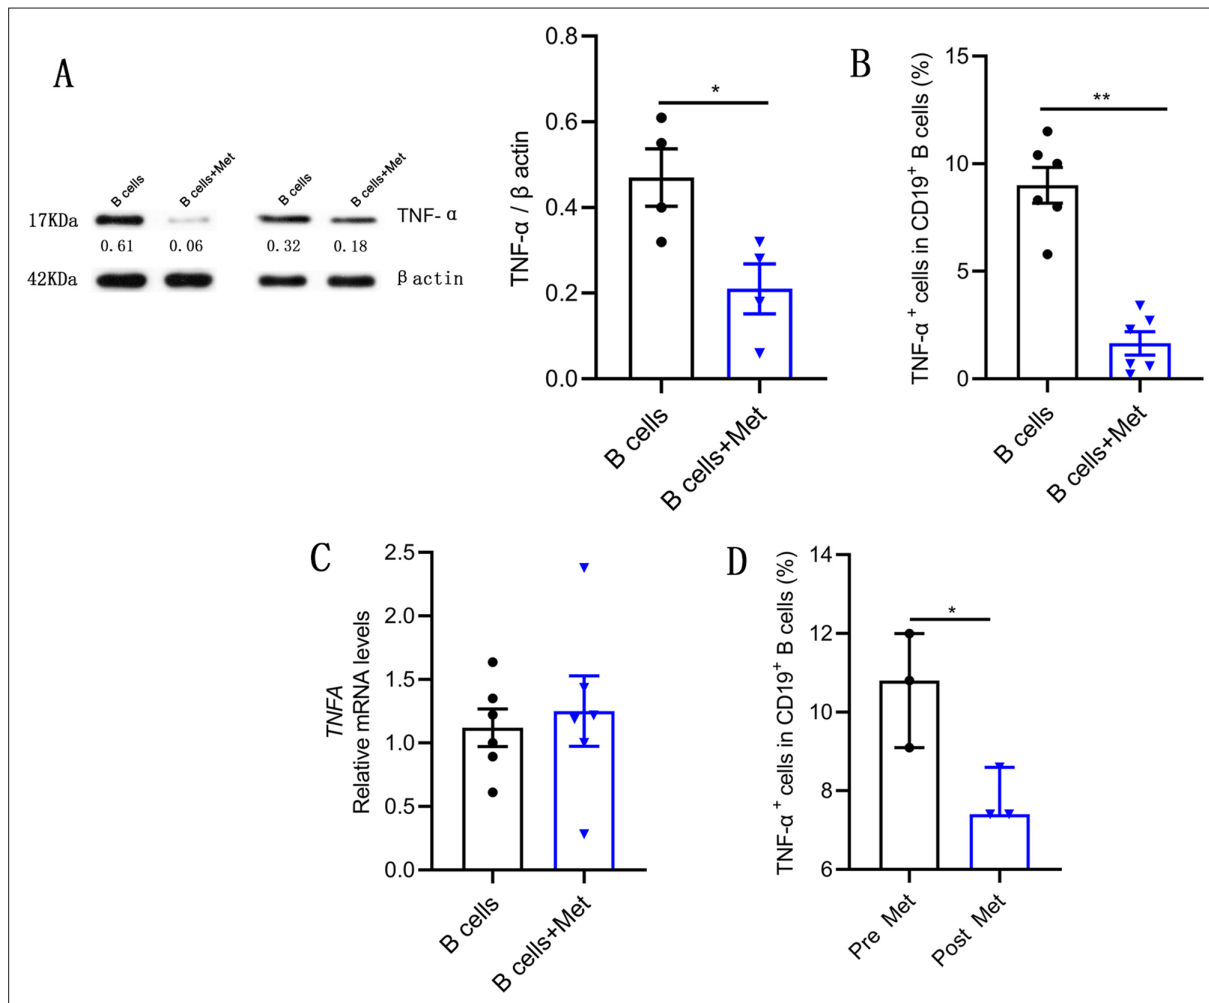 A
B cells
B cells+Met
B cells
B cells+Met
17KDa
TNF-α
0.61
0.06
0.32
0.18
42KDa
βactin
TNF-α / β actin
0.8
0.6
0.4
0.2
0.0
*
B cells
B cells+Met
B
TNF-α⁺ cells in CD19⁺ B cells (%)
15
10
5
0
**
B cells
B cells+Met
C
TNFA
Relative mRNA levels
2.5
2.0
1.5
1.0
0.5
0.0
B cells
B cells+Met
D
TNF-α⁺ cells in CD19⁺ B cells (%)
14
12
10
8
6
*
Pre Met
Post Met